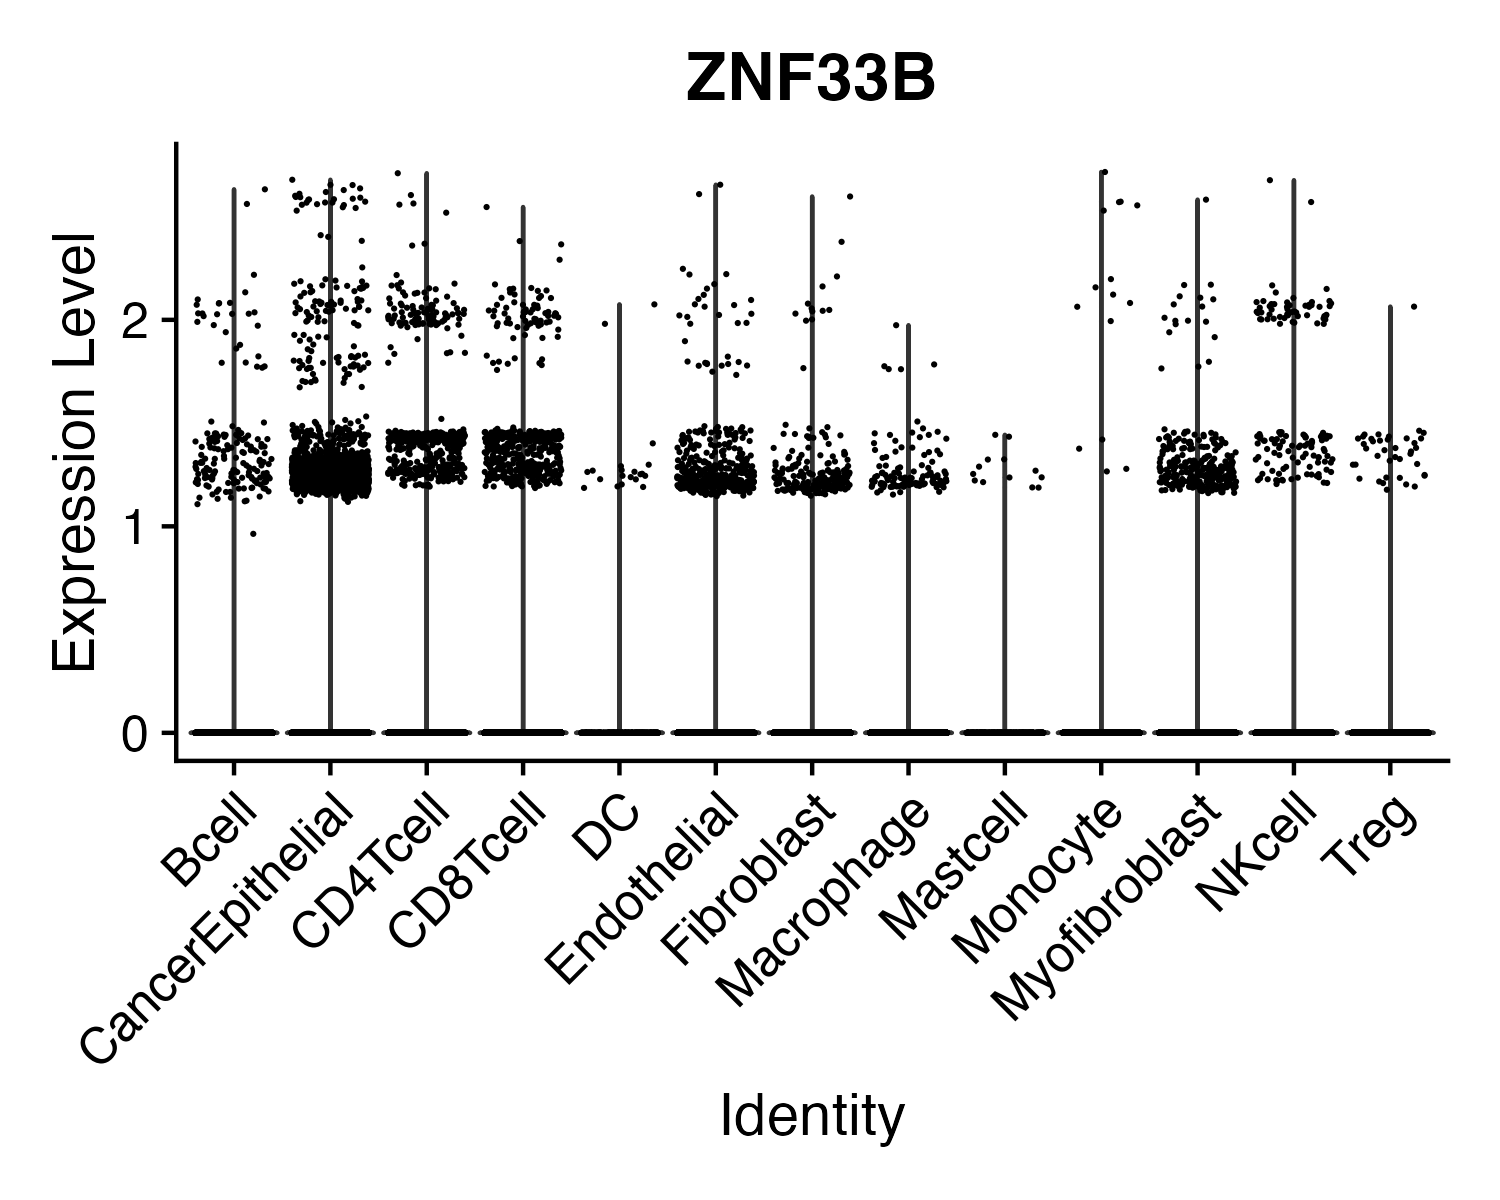 ZNF33B
Expression Level
2
1
0
Bcell
CancerEpithelial
CD4Tcell
CD8Tcell
DC
Endothelial
Fibroblast
Macrophage
Mastcell
Monocyte
Myofibroblast
NKcell
Treg
Identity